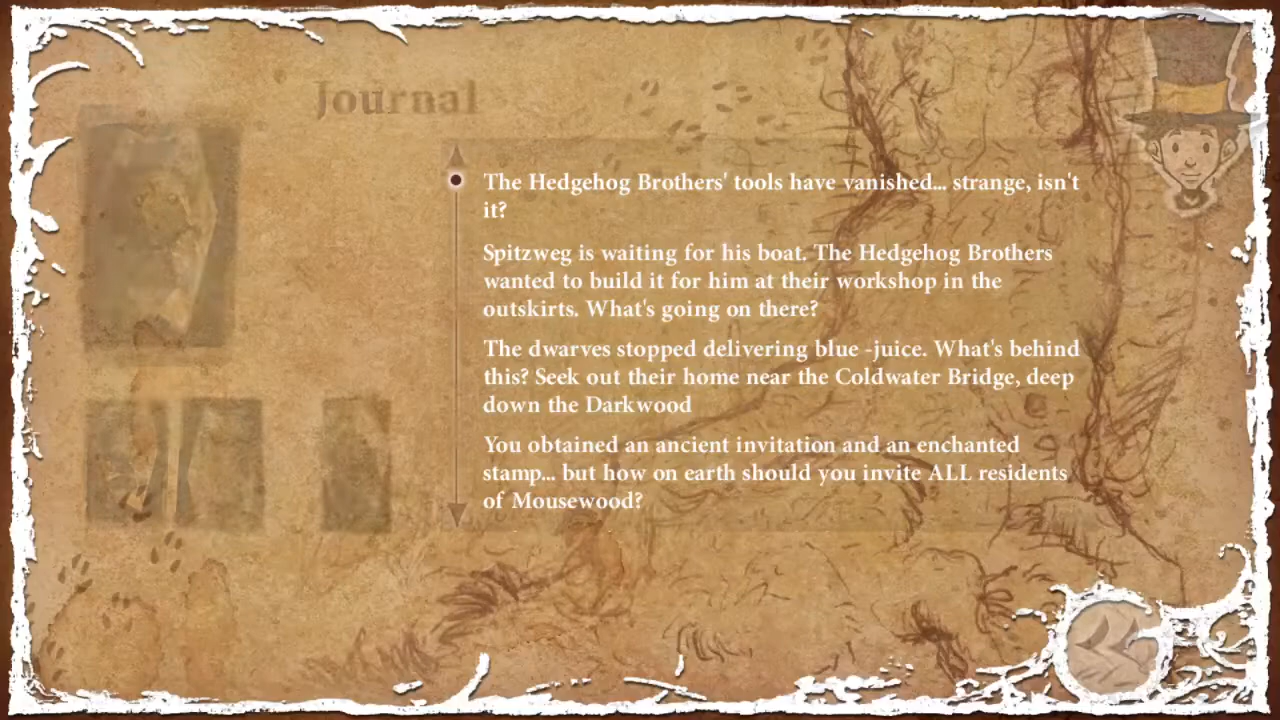 Journal
The Hedgehog Brothers' tools have vanished... strange, isn't
it?
Spitzweg is waiting for his boat. The Hedgehog Brothers
wanted to build it for him at their workshop in the
outskirts. What's going on there?
The dwarves stopped delivering blue -juice. What's behind
this? Seek out their home near the Coldwater Bridge, deep
down the Darkwood
You obtained an ancient invitation and an enchanted
stamp... but how on earth should you invite ALL residents
of Mousewood?